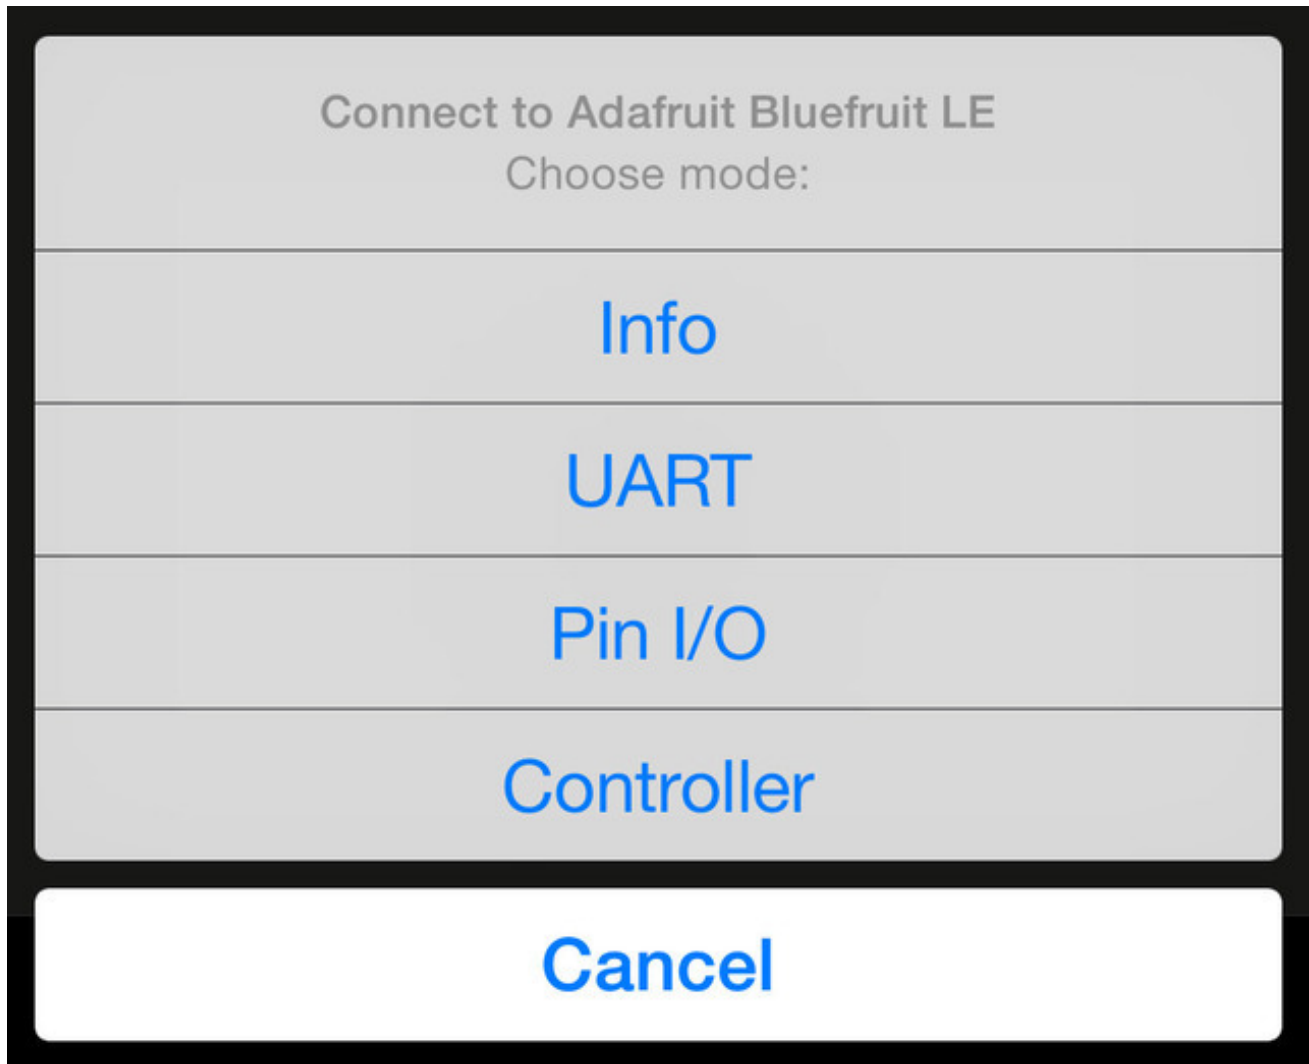 Connect to Adafruit Bluefruit LE
Choose mode:
Info
UART
Pin I/O
Controller
Cancel